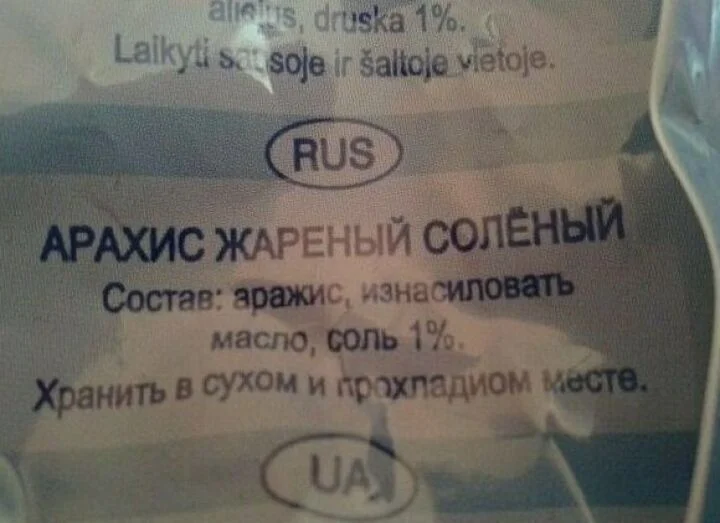 aliejus, druska 1%.
Laikyti sausoje ir šaltoje vietoje.
RUS
АРАХИС ЖАРЕНЫЙ СОЛЁНЫЙ
Состав: аражис, изнасиловать
масло, соль 1%.
Хранить в сухом и прохладиом месте.
UA